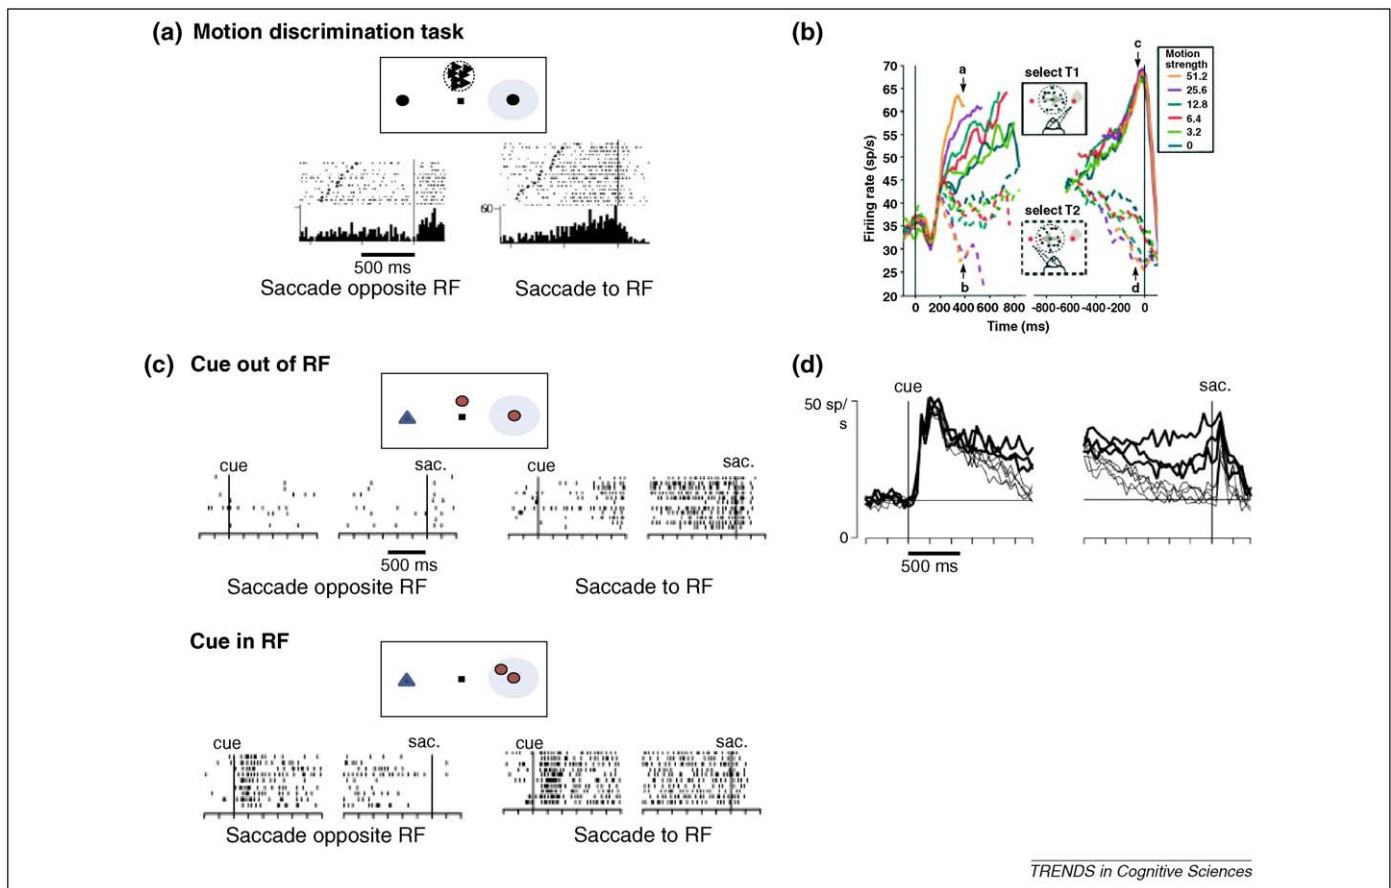 (a) Motion discrimination task
60
500 ms
Saccade opposite RF
Saccade to RF
(b)
c
a
select T1
Motion
strength
51.2
25.6
12.8
6.4
3.2
0
70
65
60
55
50
45
40
35
30
25
20
Firiing rate (sp/s)
select T2
b
d
0 200 400 600 800
-800-600-400-200 0
Time (ms)
(c) Cue out of RF
cue
sac.
cue
sac.
500 ms
Saccade opposite RF
Saccade to RF
(d)
cue
sac.
50 sp/
s
0
500 ms
Cue in RF
cue
sac.
cue
sac.
Saccade opposite RF
Saccade to RF
TRENDS in Cognitive Sciences